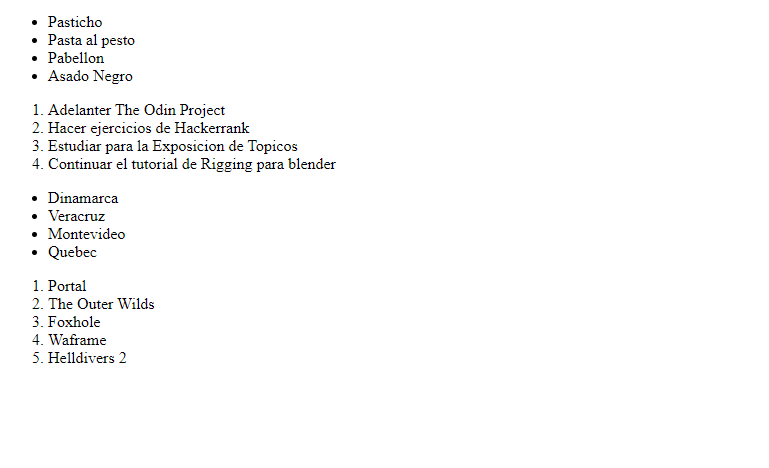 • Pasticho
• Pasta al pesto
• Pabellon
• Asado Negro
1. Adelanter The Odin Project
2. Hacer ejercicios de Hackerrank
3. Estudiar para la Exposicion de Topicos
4. Continuar el tutorial de Rigging para blender
• Dinamarca
• Veracruz
• Montevideo
• Quebec
1. Portal
2. The Outer Wilds
3. Foxhole
4. Waframe
5. Helldivers 2